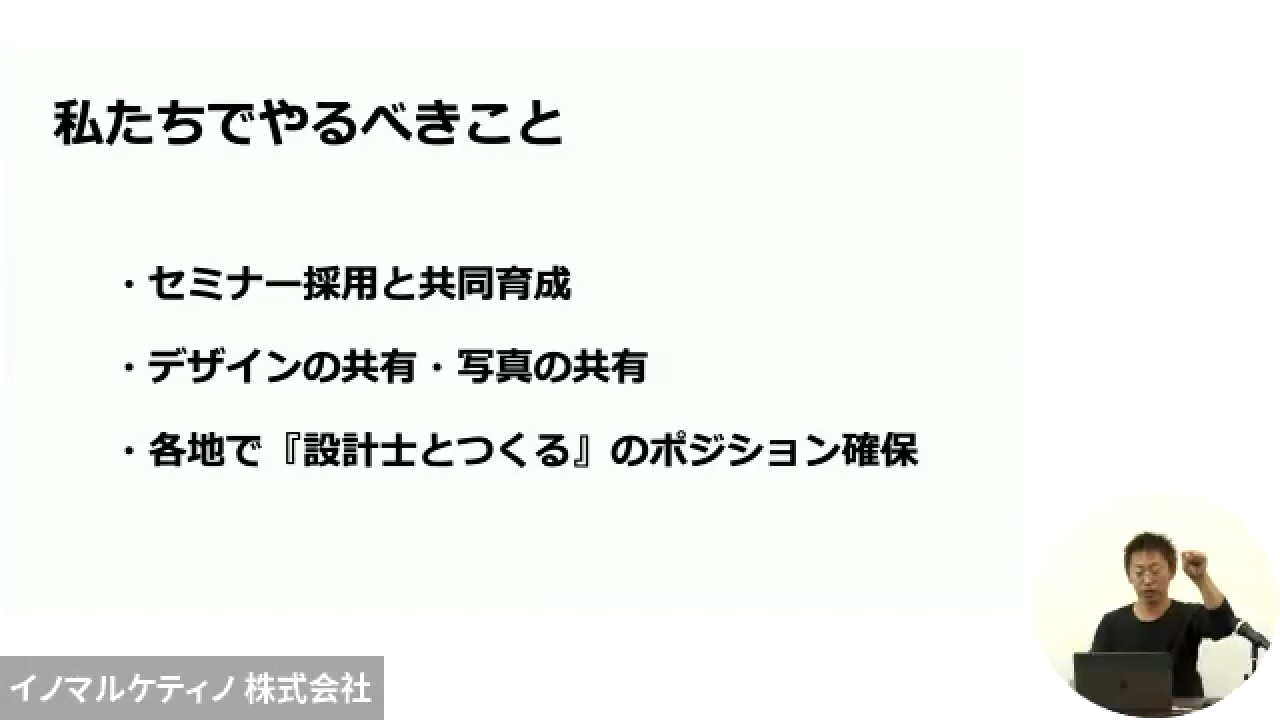 私たちでやるべきこと
・セミナー採用と共同育成
・デザインの共有・写真の共有
・各地で『設計士とつくる』のポジション確保
イノマルケティノ 株式会社